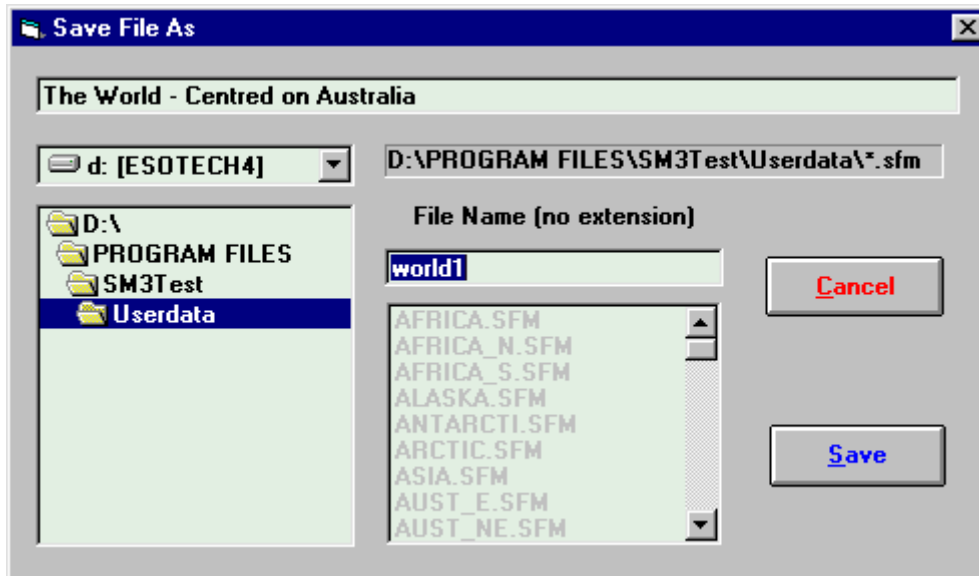 Save File As
The World - Centred on Australia
d: [ESOTECH4]
D:\PROGRAM FILES\SM3Test\Userdata\*.sfm
D:\
PROGRAM FILES
SM3Test
Userdata
File Name (no extension)
world1
AFRICA.SFM
AFRICA_N.SFM
AFRICA_S.SFM
ALASKA.SFM
ANTARCTI.SFM
ARCTIC.SFM
ASIA.SFM
AUST_E.SFM
AUST_NE.SFM
Cancel
Save